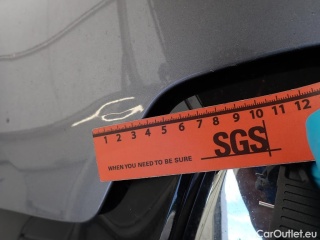 1 2 3 4 5 6 7 8 9 10 11 12
SGS
WHEN YOU NEED TO BE SURE
CarOutlet.eu